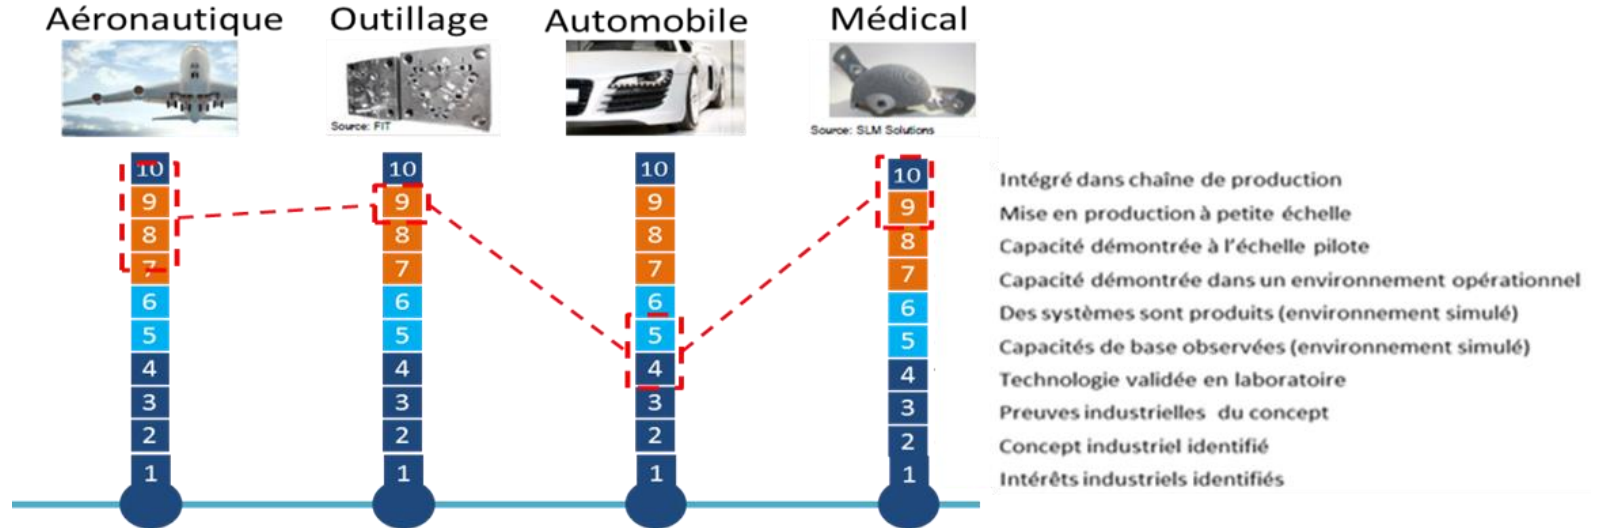 Aéronautique Outillage Automobile Médical
Source: FIT
Source: SLM Solutions
10 10 10 10 Intégré dans chaîne de production
9 9 9 9 Mise en production à petite échelle
8 8 8 8 Capacité démontrée à l'échelle pilote
7 7 7 7 Capacité démontrée dans un environnement opérationnel
6 6 6 6 Des systèmes sont produits (environnement simulé)
5 5 5 5 Capacités de base observées (environnement simulé)
4 4 4 4 Technologie validée en laboratoire
3 3 3 3 Preuves industrielles du concept
2 2 2 2 Concept industriel identifié
1 1 1 1 Intérêts industriels identifiés